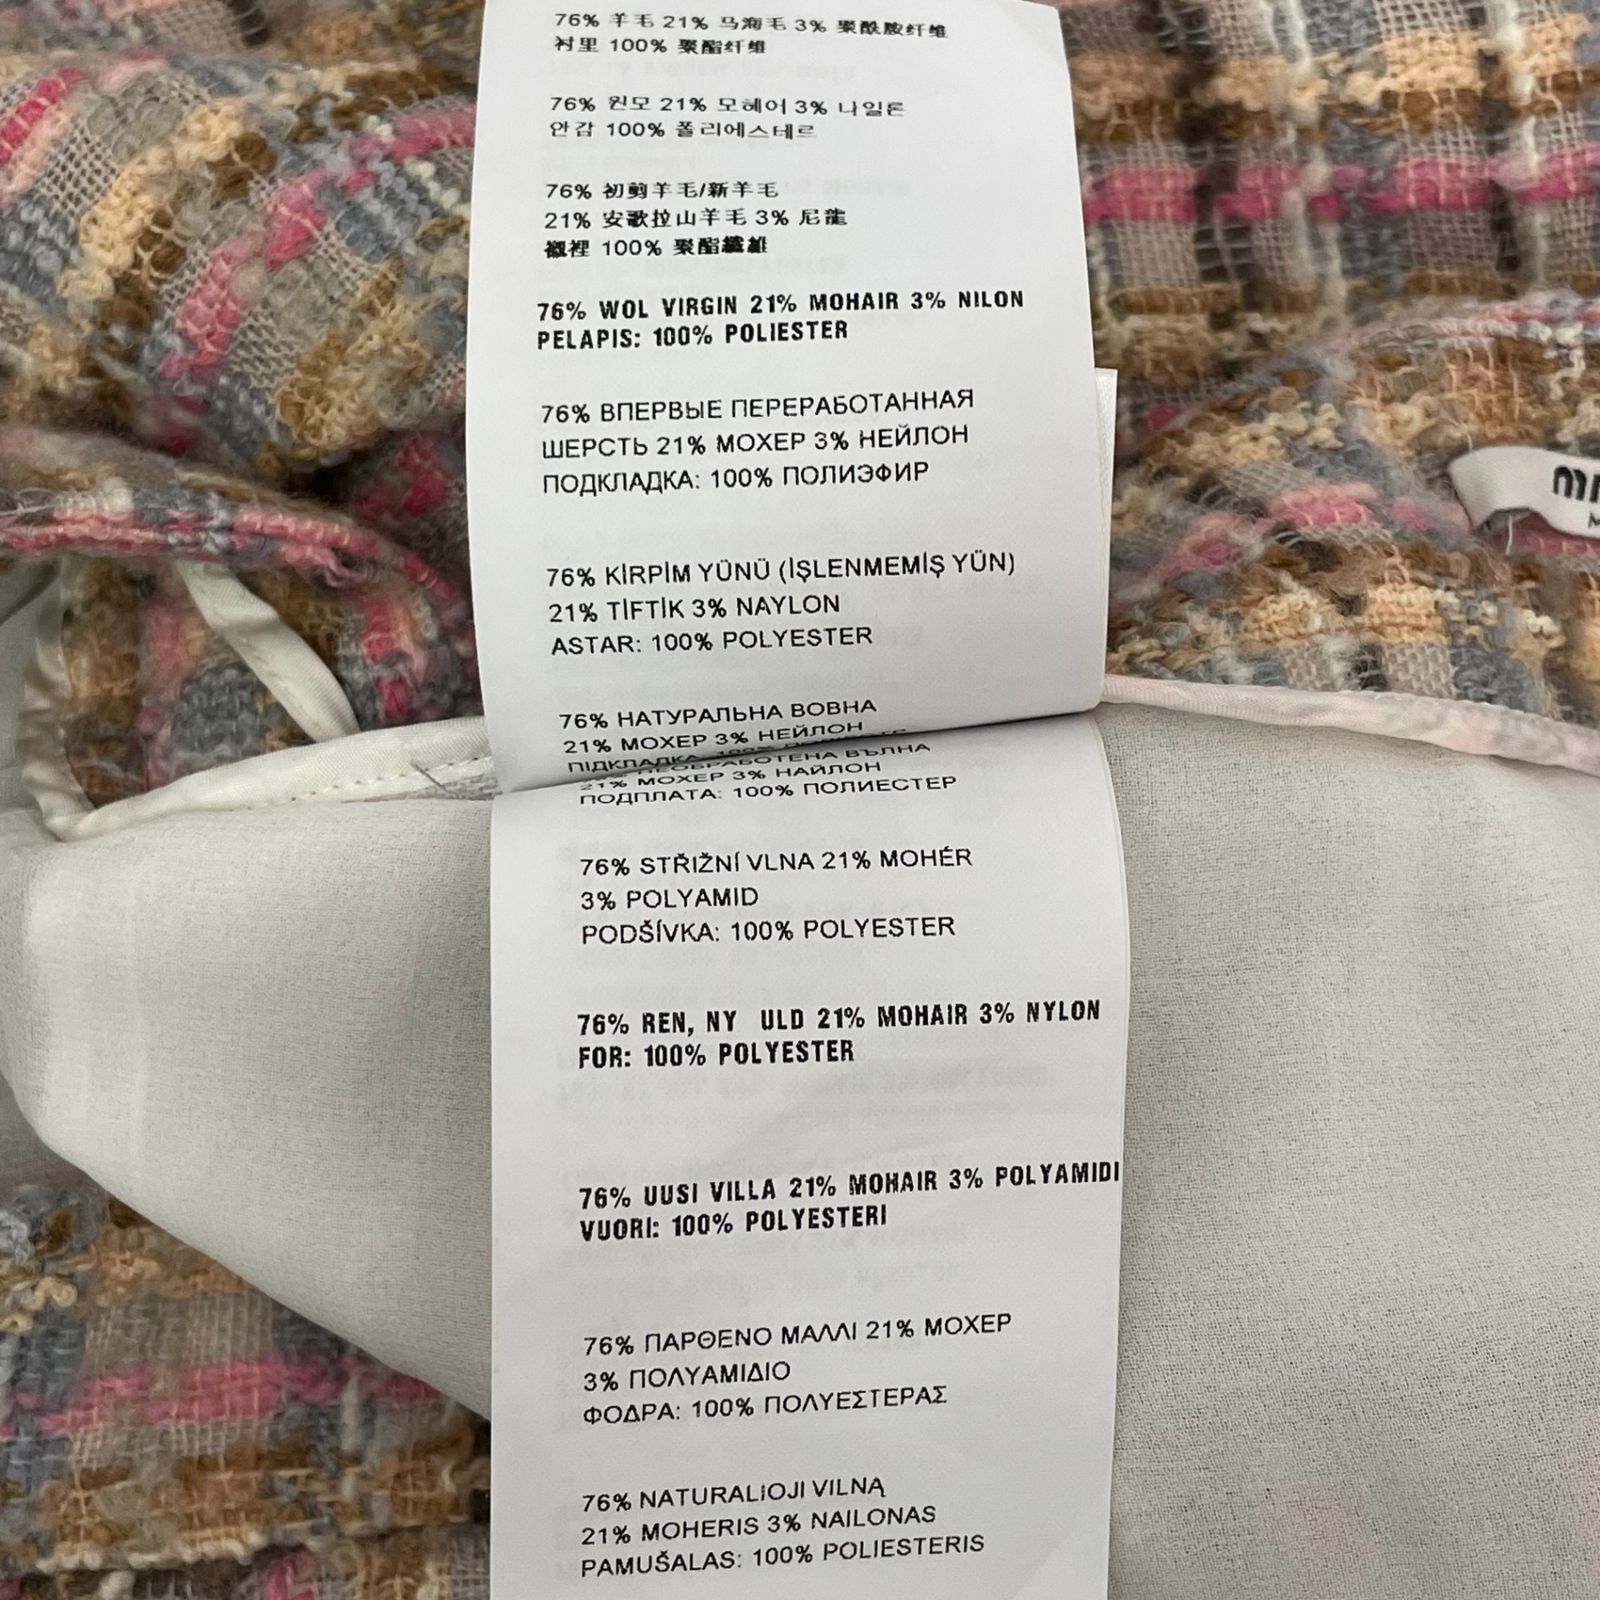 76% 羊毛 21% 马海毛 3% 聚酰胺纤维
衬里 100% 聚酯纤维
76% 원모 21% 모헤어 3% 나일론
안감 100% 폴리에스테르
76% 初剪羊毛/新羊毛
21% 安歌拉山羊毛 3% 尼龍
襯裡 100% 聚酯纖維
76% WOL VIRGIN 21% MOHAIR 3% NILON
PELAPIS: 100% POLIESTER
76% ВПЕРВЫЕ ПЕРЕРАБОТАННАЯ
ШЕРСТЬ 21% МОХЕР 3% НЕЙЛОН
ПОДКЛАДКА: 100% ПОЛИЭФИР
76% KİRPİM YÜNÜ (İŞLENMEMİŞ YÜN)
21% TİFTİK 3% NAYLON
ASTAR: 100% POLYESTER
76% НАТУРАЛЬНА ВОВНА
21% МОХЕР 3% НЕЙЛОН
ПІДКЛАДКА: 100%
НЕОБРАБОТЕНА ВЪЛНА
21% МОХЕР 3% НАЙЛОН
ПОДПЛАТА: 100% ПОЛИЕСТЕР
76% STŘIŽNÍ VLNA 21% MOHÉR
3% POLYAMID
PODŠÍVKA: 100% POLYESTER
76% REN, NY ULD 21% MOHAIR 3% NYLON
FOR: 100% POLYESTER
76% UUSI VILLA 21% MOHAIR 3% POLYAMIDI
VUORI: 100% POLYESTERI
76% ΠΑΡΘΕΝΟ ΜΑΛΛΙ 21% ΜΟΧΕΡ
3% ΠΟΛΥΑΜΙΔΙΟ
ΦΟΔΡΑ: 100% ΠΟΛΥΕΣΤΕΡΑΣ
76% NATURALIOJI VILNĄ
21% MOHERIS 3% NAILONAS
PAMUŠALAS: 100% POLIESTERIS